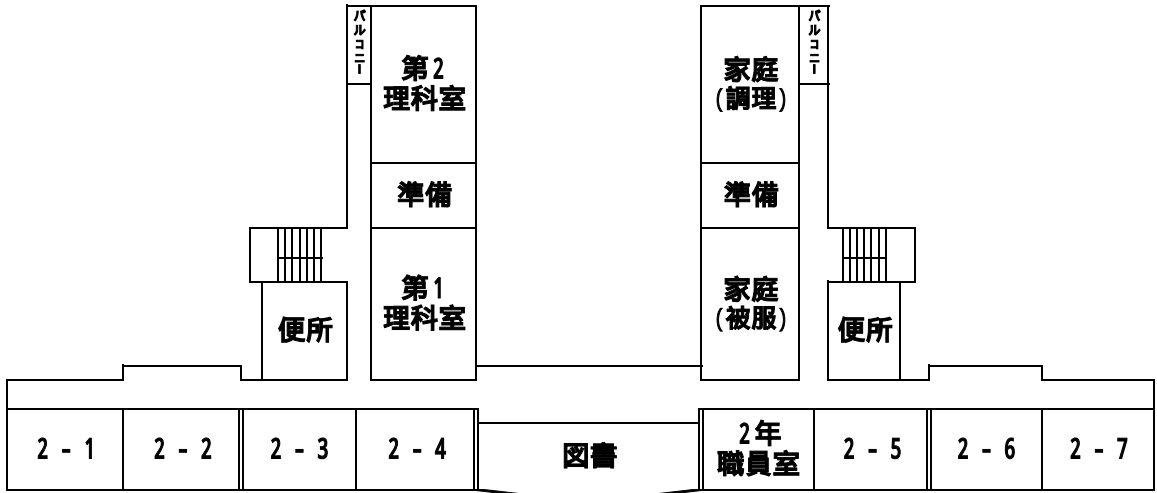 バルコニー
第2
理科室
準備
第1
理科室
便所
家庭
(調理)
バルコニー
準備
家庭
(被服)
便所
2-1
2-2
2-3
2-4
図書
2年
職員室
2-5
2-6
2-7